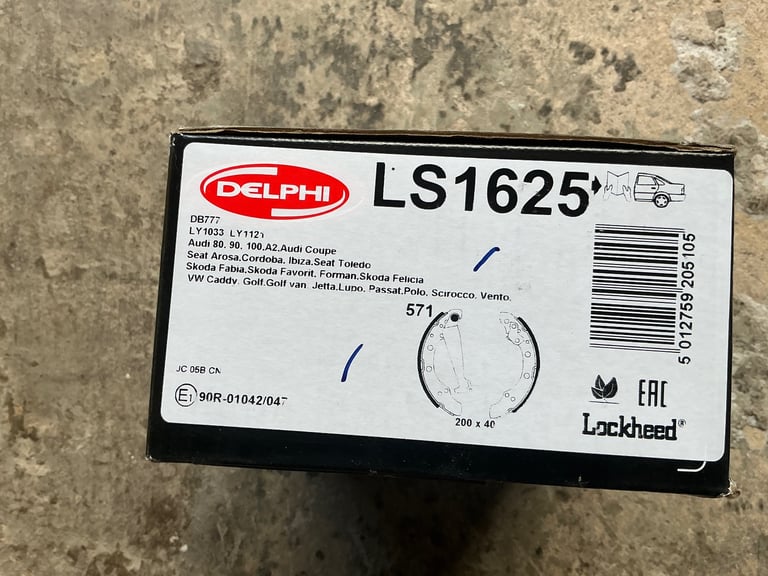 DELPHI
LS1625
DB777
LY1033 LY1121
Audi 80, 90, 100,A2,Audi Coupe
Seat Arosa,Cordoba, Ibiza,Seat Toledo
Skoda Fabia,Skoda Favorit, Forman,Skoda Felicia
VW Caddy, Golf,Golf van, Jetta,Lupo, Passat,Polo, Scirocco, Vento,
571
200 x 40
JC 05B CN
E1 90R-01042/047
5 012759 205105
EAC
Lockheed®